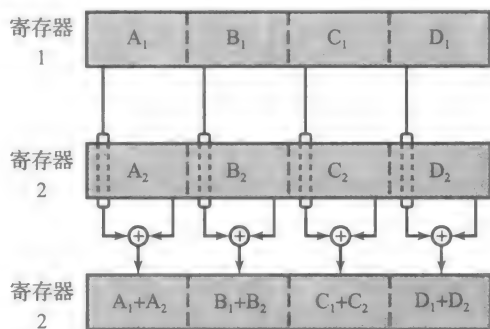 寄存器
1
A₁ B₁ C₁ D₁
寄存器
2
A₂ B₂ C₂ D₂
+ + + +
寄存器
2
A₁+A₂ B₁+B₂ C₁+C₂ D₁+D₂